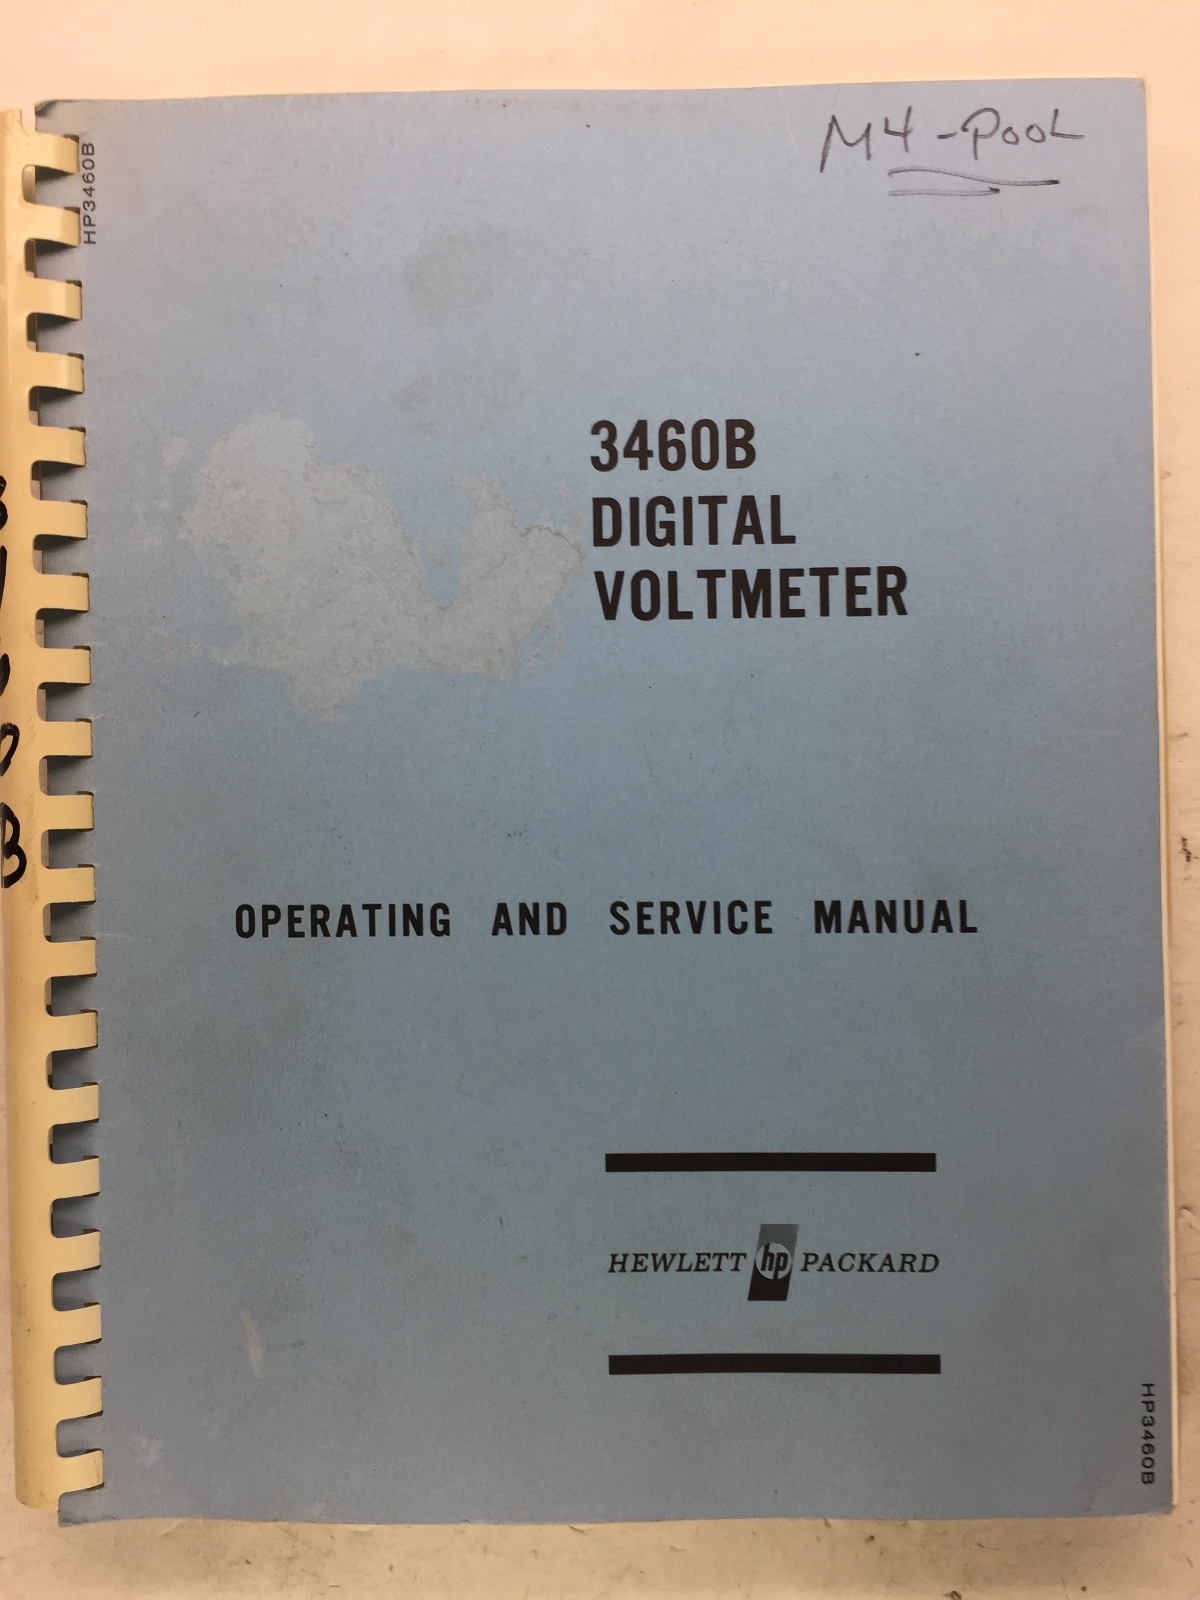 M4 - POOL
HP3460B
3460B
DIGITAL
VOLTMETER
OPERATING AND SERVICE MANUAL
HEWLETT hp PACKARD
HP3460B